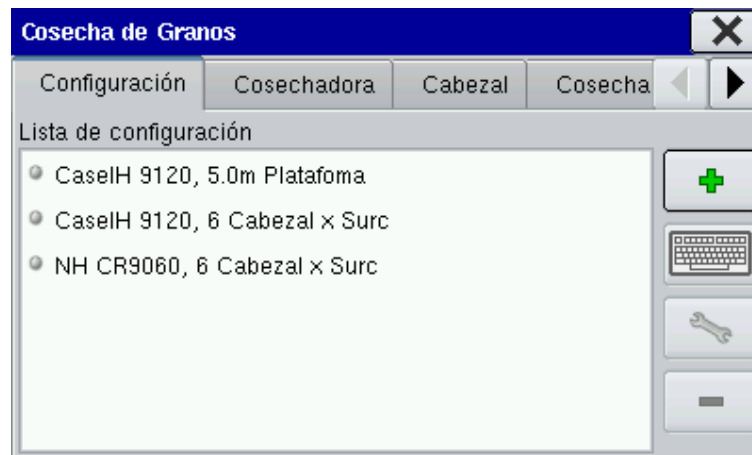 Cosecha de Granos
Configuración Cosechadora Cabezal Cosecha
Lista de configuración
CaseIH 9120, 5.0m Platafoma
CaseIH 9120, 6 Cabezal x Surc
NH CR9060, 6 Cabezal x Surc